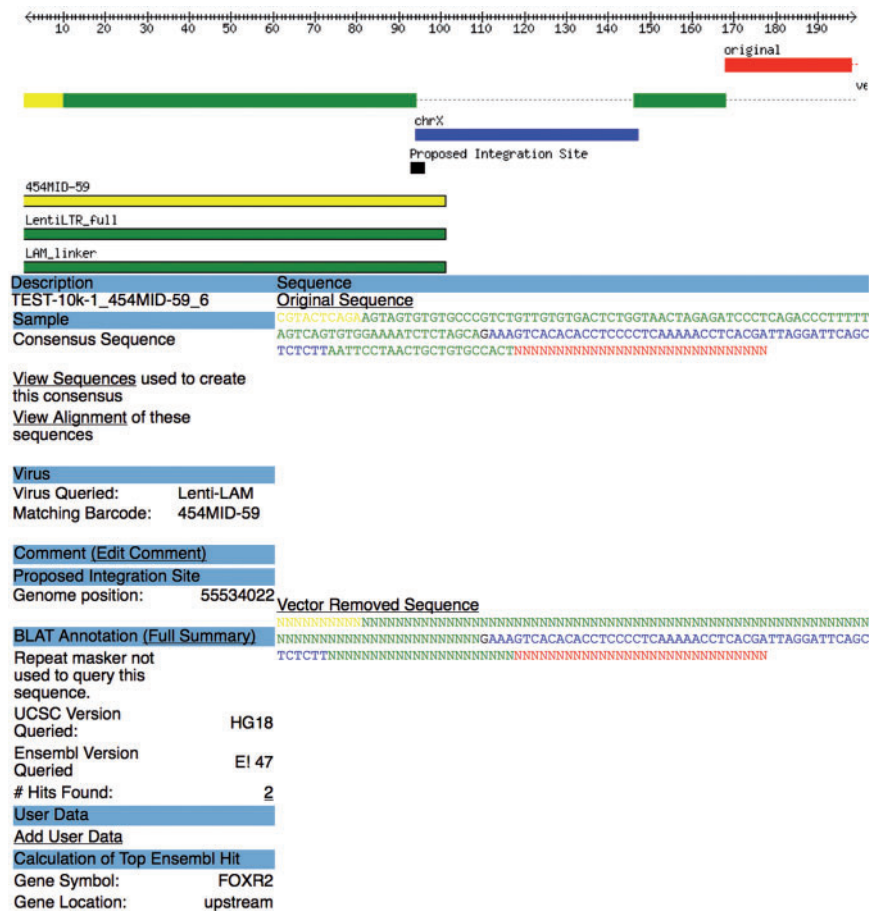 10 20 30 40 50 60 70 80 90 100 110 120 130 140 150 160 170 180 190
original
ve
chrX
Proposed Integration Site
454MID-59
LentiLTR_full
LAM_linker
Description Sequence
TEST-10k-1_454MID-59_6 Original Sequence
CGTACTCAGAAGTAGTGTGTGCCCGTCTGTTGTGTGACTCTGGTAACTAGAGATCCCTCAGACCCTTTTT
Sample
AGTCAGTGTGGAAAATCTCTAGCAGAAAGTCACACACCTCCCCTCAAAAACCTCACGATTAGGATTCAGC
Consensus Sequence
TCTCTTAATTCCTAACTGCTGTGCCACTNNNNNNNNNNNNNNNNNNNNNNNNNNNNNN
View Sequences used to create
this consensus
View Alignment of these
sequences
Virus
Virus Queried: Lenti-LAM
Matching Barcode: 454MID-59
Comment (Edit Comment)
Proposed Integration Site
Genome position: 55534022
Vector Removed Sequence
NNNNNNNNNNNNNNNNNNNNNNNNNNNNNNNNNNNNNNNNNNNNNNNNNNNNNNNNNNNNNNNNNNNNNN
NNNNNNNNNNNNNNNNNNNNNNNNGAAAGTCACACACCTCCCCTCAAAAACCTCACGATTAGGATTCAGC
TCTCTTNNNNNNNNNNNNNNNNNNNNNNNNNNNNNNNNNNNNNNNNNNNNNNNNNNNN
BLAT Annotation (Full Summary)
Repeat masker not
used to query this
sequence.
UCSC Version
Queried: HG18
Ensembl Version
Queried E! 47
# Hits Found: 2
User Data
Add User Data
Calculation of Top Ensembl Hit
Gene Symbol: FOXR2
Gene Location: upstream